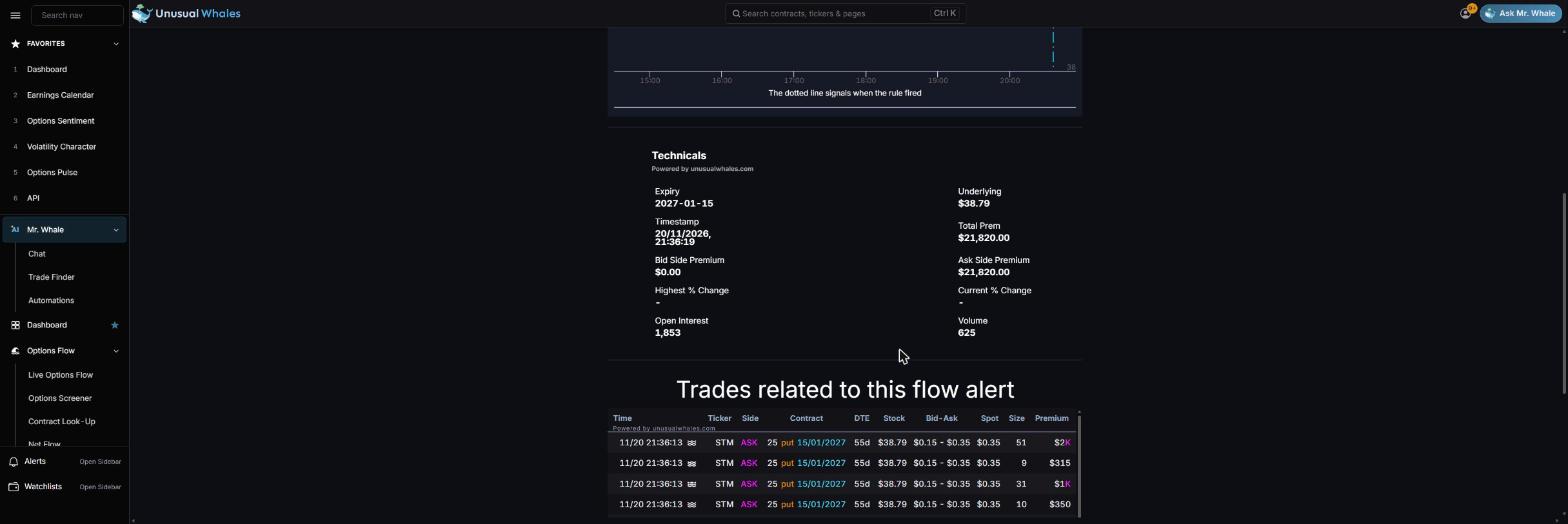 Search nav
Unusual Whales
Search contracts, tickers & pages
Ctrl K
9+
Ask Mr. Whale
FAVORITES
1 Dashboard
2 Earnings Calendar
3 Options Sentiment
4 Volatility Character
5 Options Pulse
6 API
AI Mr. Whale
Chat
Trade Finder
Automations
Dashboard
Options Flow
Live Options Flow
Options Screener
Contract Look-Up
Net Flow
Alerts Open Sidebar
Watchlists Open Sidebar
36
15:00 16:00 17:00 18:00 19:00 20:00
The dotted line signals when the rule fired
Technicals
Powered by unusualwhales.com
Expiry
2027-01-15
Underlying
$38.79
Timestamp
20/11/2026,
21:36:19
Total Prem
$21,820.00
Bid Side Premium
$0.00
Ask Side Premium
$21,820.00
Highest % Change
-
Current % Change
-
Open Interest
1,853
Volume
625
Trades related to this flow alert
Time Ticker Side Contract DTE Stock Bid-Ask Spot Size Premium
Powered by unusualwhales.com
11/20 21:36:13 STM ASK 25 put 15/01/2027 55d $38.79 $0.15 - $0.35 $0.35 51 $2K
11/20 21:36:13 STM ASK 25 put 15/01/2027 55d $38.79 $0.15 - $0.35 $0.35 9 $315
11/20 21:36:13 STM ASK 25 put 15/01/2027 55d $38.79 $0.15 - $0.35 $0.35 31 $1K
11/20 21:36:13 STM ASK 25 put 15/01/2027 55d $38.79 $0.15 - $0.35 $0.35 10 $350